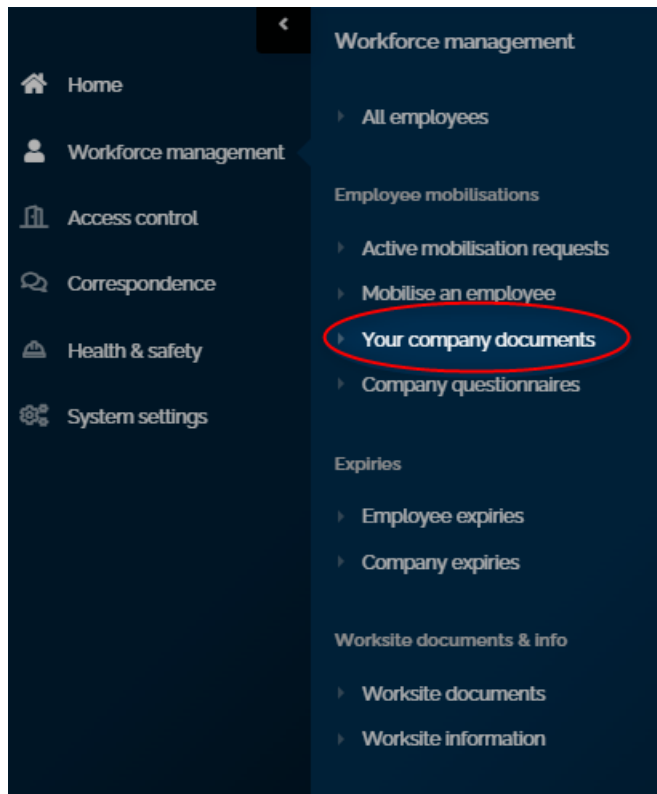 Home
Workforce management
Access control
Correspondence
Health & safety
System settings
Workforce management
All employees
Employee mobilisations
Active mobilisation requests
Mobilise an employee
Your company documents
Company questionnaires
Expiries
Employee expiries
Company expiries
Worksite documents & info
Worksite documents
Worksite information